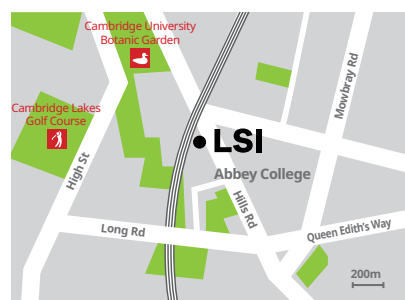 Cambridge University
Botanic Garden
Mowbray Rd
Cambridge Lakes
Golf Course
LSI
High St
Abbey College
Hills Rd
Long Rd
Queen Edith's Way
200m